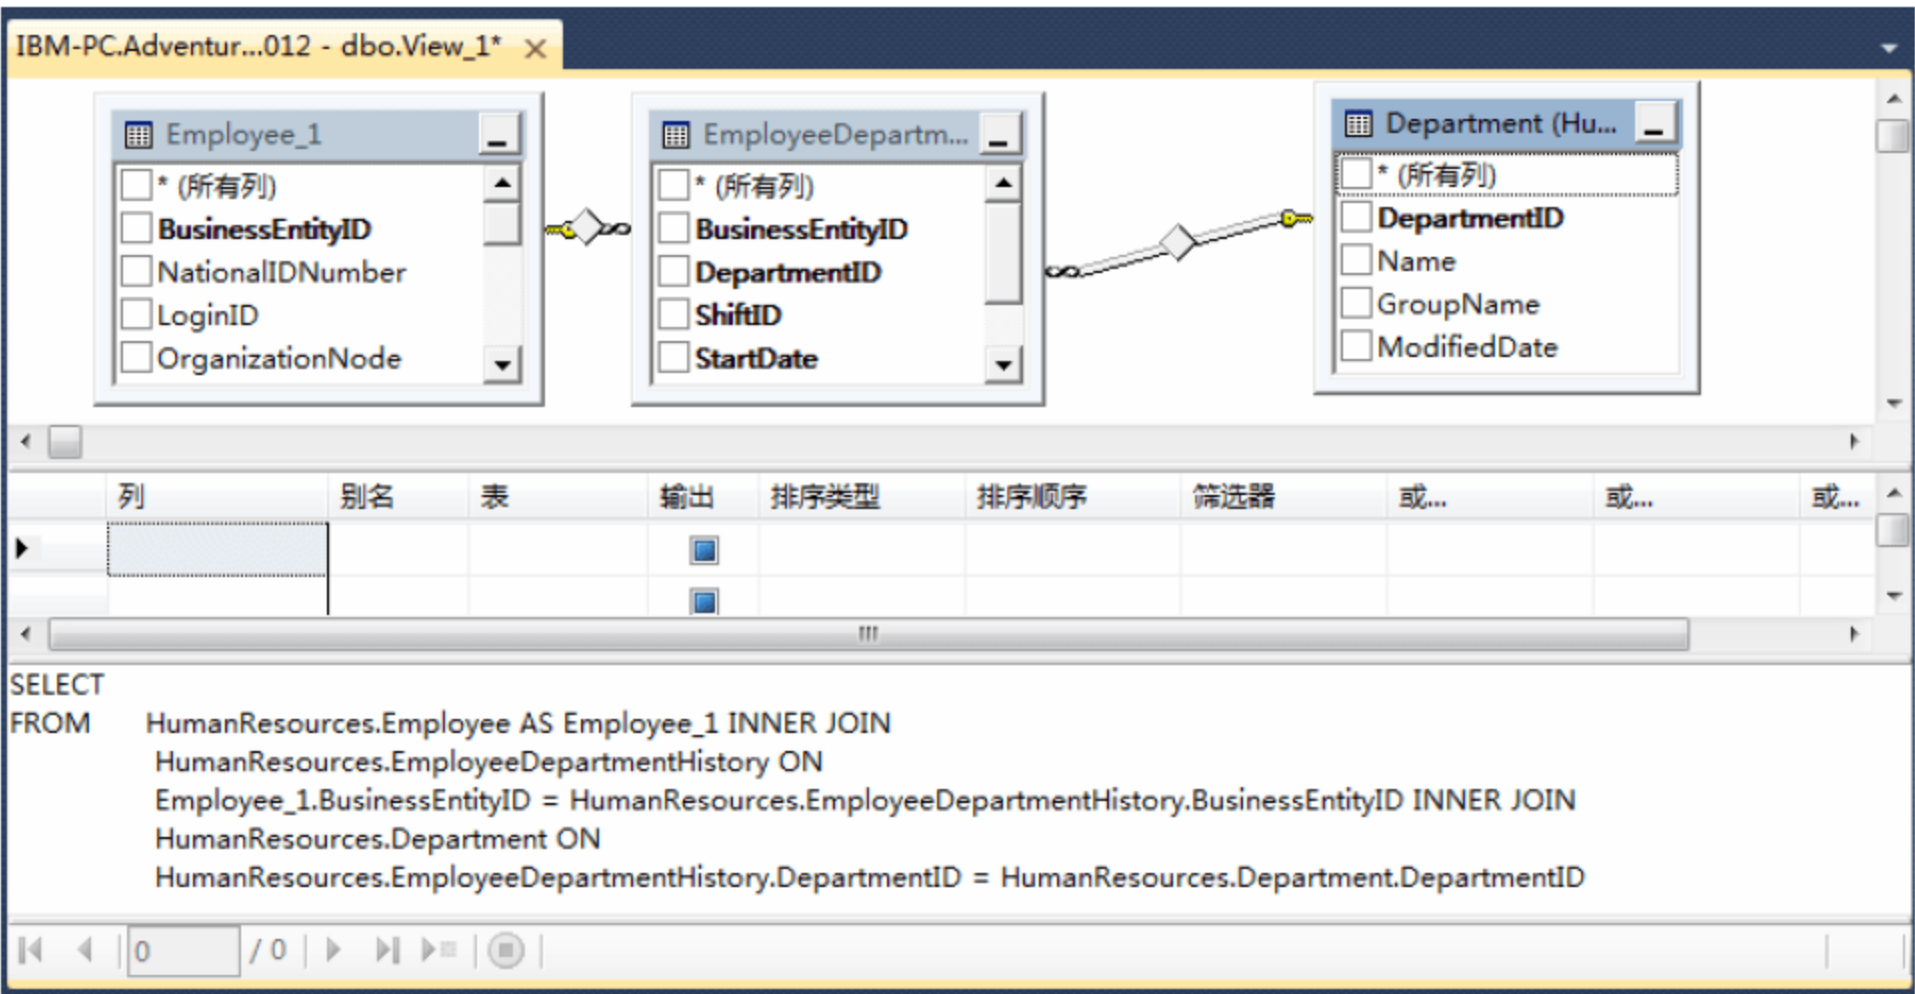 IBM-PC.Adventur...012 - dbo.View_1*
Employee_1
* (所有列)
BusinessEntityID
NationalIDNumber
LoginID
OrganizationNode
EmployeeDepartm...
* (所有列)
BusinessEntityID
DepartmentID
ShiftID
StartDate
Department (Hu...
* (所有列)
DepartmentID
Name
GroupName
ModifiedDate
列 别名 表 输出 排序类型 排序顺序 筛选器 或... 或... 或...
SELECT
FROM HumanResources.Employee AS Employee_1 INNER JOIN
HumanResources.EmployeeDepartmentHistory ON
Employee_1.BusinessEntityID = HumanResources.EmployeeDepartmentHistory.BusinessEntityID INNER JOIN
HumanResources.Department ON
HumanResources.EmployeeDepartmentHistory.DepartmentID = HumanResources.Department.DepartmentID
0 / 0